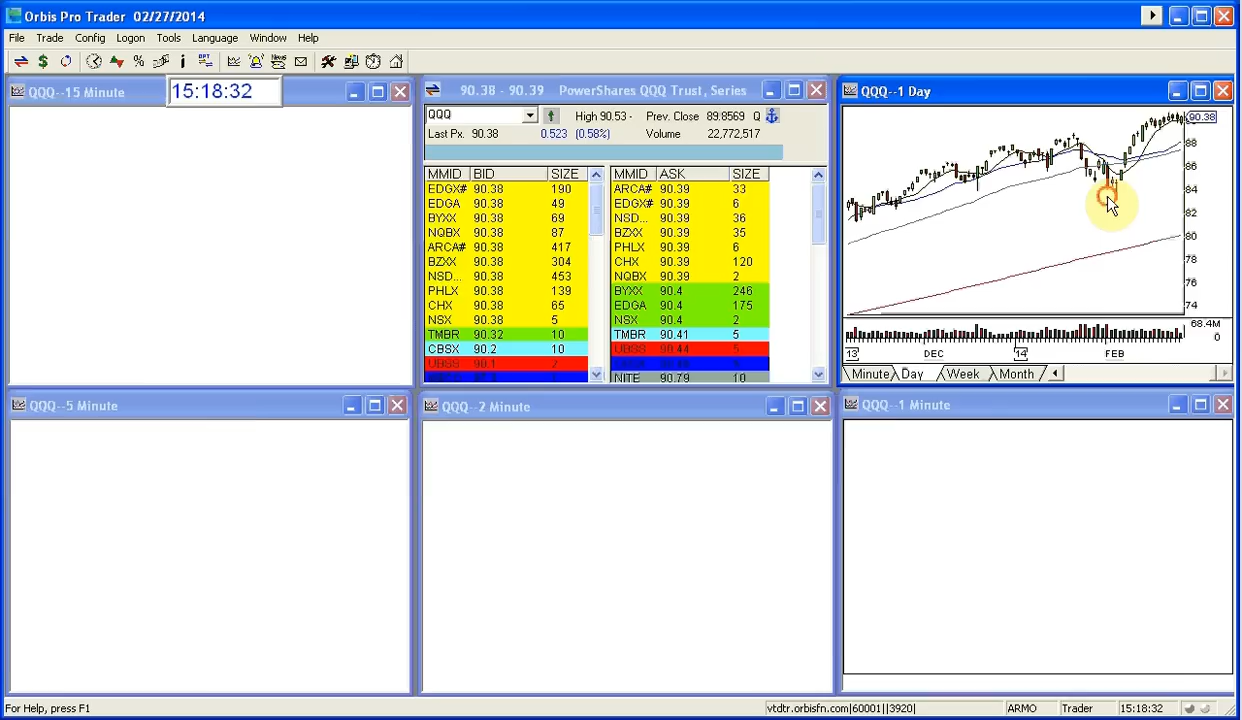 Orbis Pro Trader 02/27/2014
File Trade Config Logon Tools Language Window Help
QQQ--15 Minute
15:18:32
90.38 - 90.39 PowerShares QQQ Trust, Series
QQQ High 90.53 - Prev. Close 89.8569 Q
Last Px. 90.38 0.523 (0.58%) Volume 22,772,517
MMID BID SIZE MMID ASK SIZE
EDGX# 90.38 190 ARCA# 90.39 33
EDGA 90.38 49 EDGX# 90.39 6
BYXX 90.38 69 NSD... 90.39 36
NQBX 90.38 87 BZXX 90.39 35
ARCA# 90.38 417 PHLX 90.39 6
BZXX 90.38 304 CHX 90.39 120
NSD... 90.38 453 NQBX 90.39 2
PHLX 90.38 139 BYXX 90.4 246
CHX 90.38 65 EDGA 90.4 175
NSX 90.38 5 NSX 90.4 2
TMBR 90.32 10 TMBR 90.41 5
CBSX 90.2 10 UBSS 90.44 5
UBSS 90.1 2
NITE 90.79 10
QQQ--1 Day
90.38
88
86
84
82
80
78
76
74
68.4M
0
13 DEC 14 FEB
Minute Day Week Month
QQQ--5 Minute
QQQ--2 Minute
QQQ--1 Minute
For Help, press F1
vtdtr.orbisfn.com|60001||3920| ARMO Trader 15:18:32